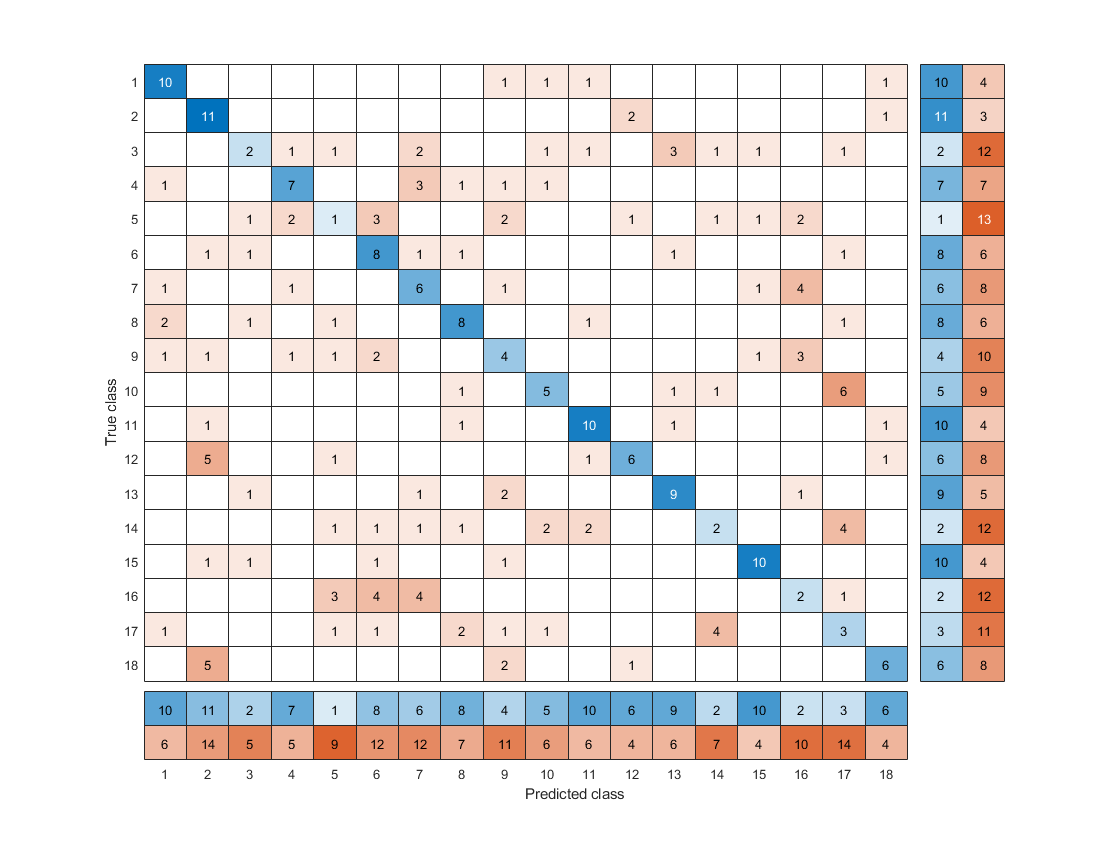 1 10 1 1 1 1 10 4
2 11 2 1 11 3
3 2 1 1 2 1 1 3 1 1 1 2 12
4 1 7 3 1 1 1 7 7
5 1 2 1 3 2 1 1 1 2 1 13
6 1 1 8 1 1 1 1 8 6
7 1 1 6 1 1 4 6 8
8 2 1 1 8 1 1 8 6
9 1 1 1 1 2 4 1 3 4 10
True class
10 1 5 1 1 6 5 9
11 1 1 10 1 1 10 4
12 5 1 1 6 1 6 8
13 1 1 2 9 1 9 5
14 1 1 1 1 2 2 2 4 2 12
15 1 1 1 1 10 10 4
16 3 4 4 2 1 2 12
17 1 1 1 2 1 1 4 3 3 11
18 5 2 1 6 6 8
10 11 2 7 1 8 6 8 4 5 10 6 9 2 10 2 3 6
6 14 5 5 9 12 12 7 11 6 6 4 6 7 4 10 14 4
1 2 3 4 5 6 7 8 9 10 11 12 13 14 15 16 17 18
Predicted class